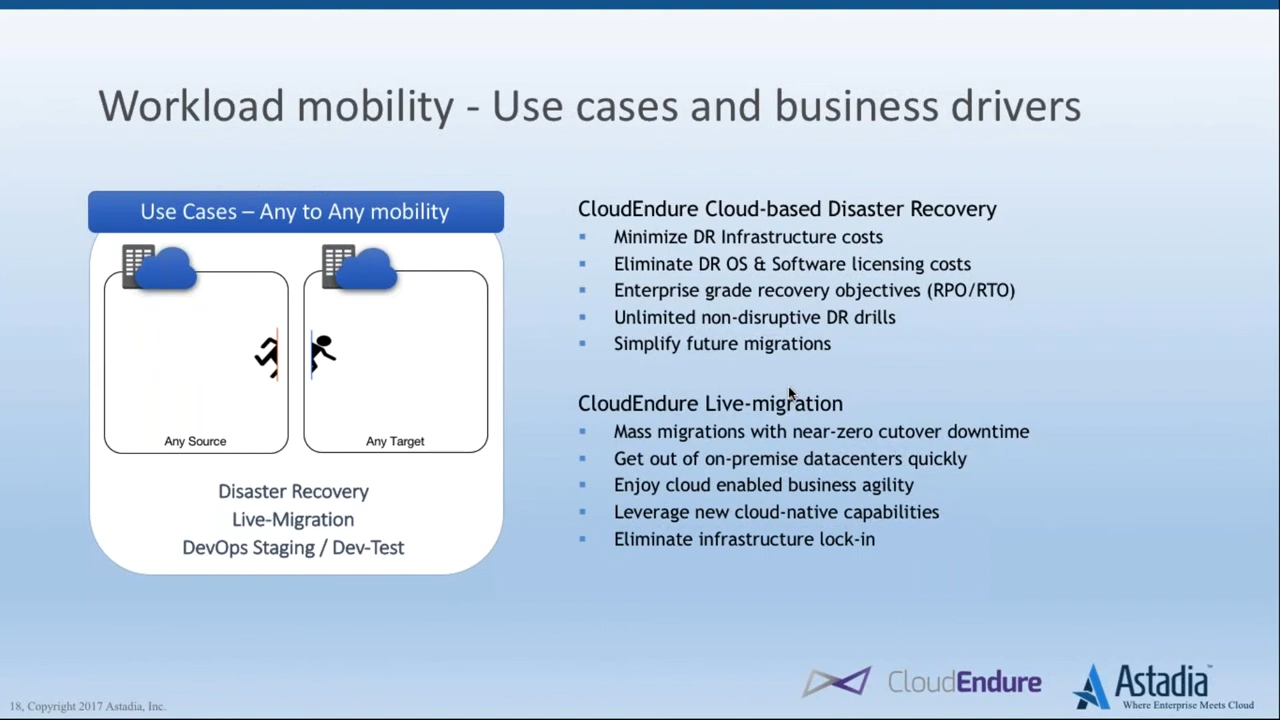 Workload mobility - Use cases and business drivers
Use Cases – Any to Any mobility
Any Source
Any Target
Disaster Recovery
Live-Migration
DevOps Staging / Dev-Test
CloudEndure Cloud-based Disaster Recovery
▪ Minimize DR Infrastructure costs
▪ Eliminate DR OS & Software licensing costs
▪ Enterprise grade recovery objectives (RPO/RTO)
▪ Unlimited non-disruptive DR drills
▪ Simplify future migrations
CloudEndure Live-migration
▪ Mass migrations with near-zero cutover downtime
▪ Get out of on-premise datacenters quickly
▪ Enjoy cloud enabled business agility
▪ Leverage new cloud-native capabilities
▪ Eliminate infrastructure lock-in
CloudEndure
Astadia™
Where Enterprise Meets Cloud
18, Copyright 2017 Astadia, Inc.